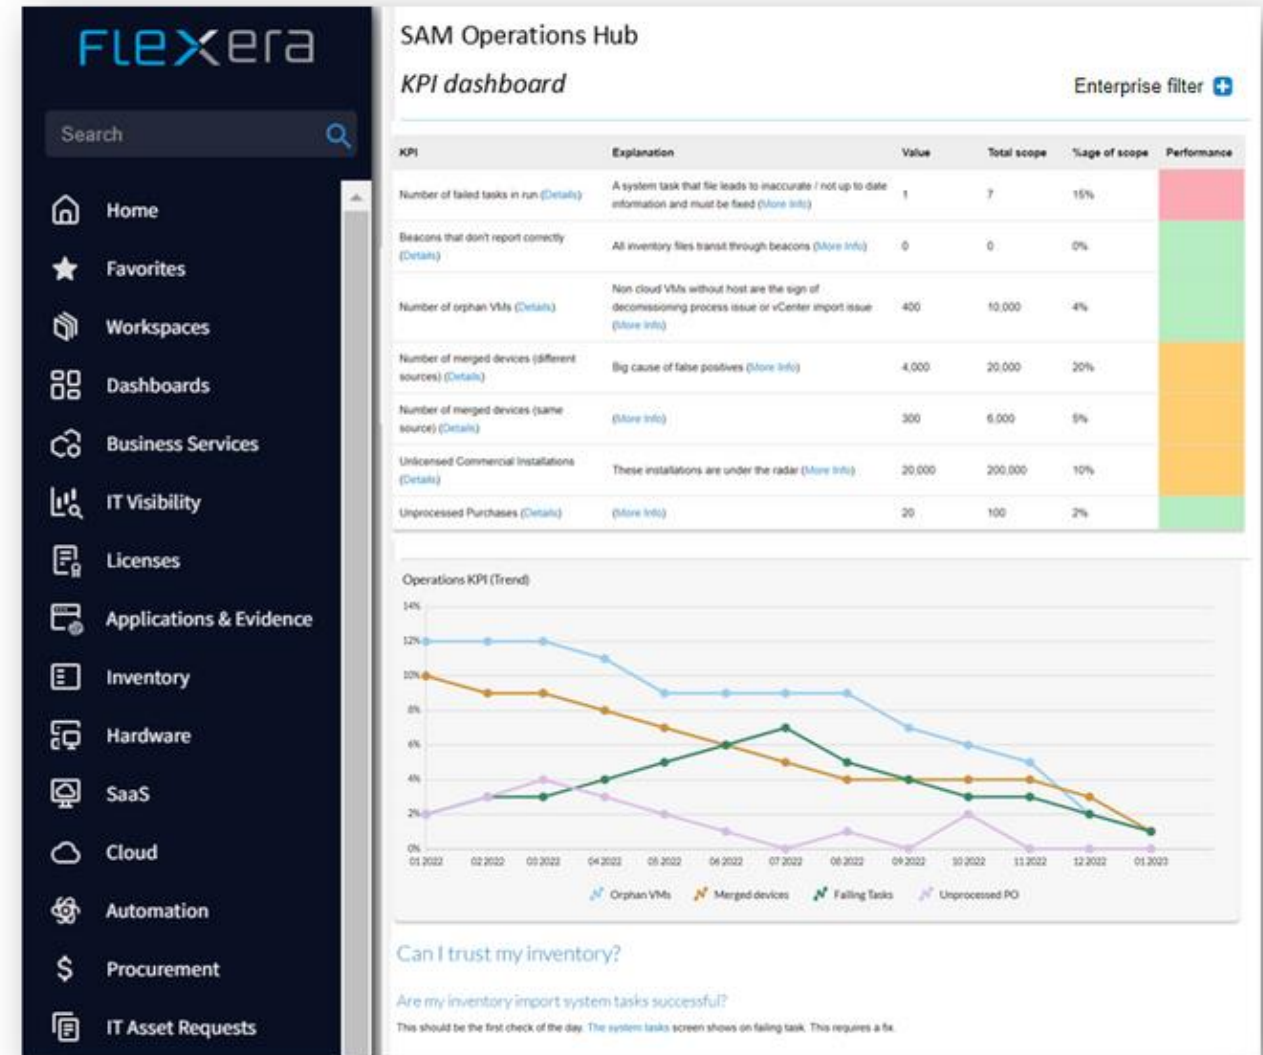 Flexera
Search
Home
Favorites
Workspaces
Dashboards
Business Services
IT Visibility
Licenses
Applications & Evidence
Inventory
Hardware
SaaS
Cloud
Automation
Procurement
IT Asset Requests
SAM Operations Hub
KPI dashboard
Enterprise filter
KPI Explanation Value Total scope %age of scope Performance
Number of failed tasks in run (Details)
A system task that file leads to inaccurate / not up to date
information and must be fixed (More Info)
1 7 15%
Beacons that don't report correctly
(Details)
All inventory files transit through beacons (More Info) 0 0 0%
Number of orphan VMs (Details)
Non cloud VMs without host are the sign of
decomissioning process issue or vCenter import issue
(More Info)
400 10,000 4%
Number of merged devices (different
sources) (Details)
Big cause of false positives (More Info) 4,000 20,000 20%
Number of merged devices (same
source) (Details)
(More Info) 300 6,000 5%
Unlicensed Commercial Installations
(Details)
These installations are under the radar (More Info) 20,000 200,000 10%
Unprocessed Purchases (Details) (More Info) 20 100 2%
Operations KPI (Trend)
14%
12%
10%
8%
6%
4%
2%
0%
01 2022 02 2022 03 2022 04 2022 05 2022 06 2022 07 2022 08 2022 09 2022 10 2022 11 2022 12 2022 01 2023
Orphan VMs Merged devices Failing Tasks Unprocessed PO
Can I trust my inventory?
Are my inventory import system tasks successful?
This should be the first check of the day. The system tasks screen shows on failing task. This requires a fix.